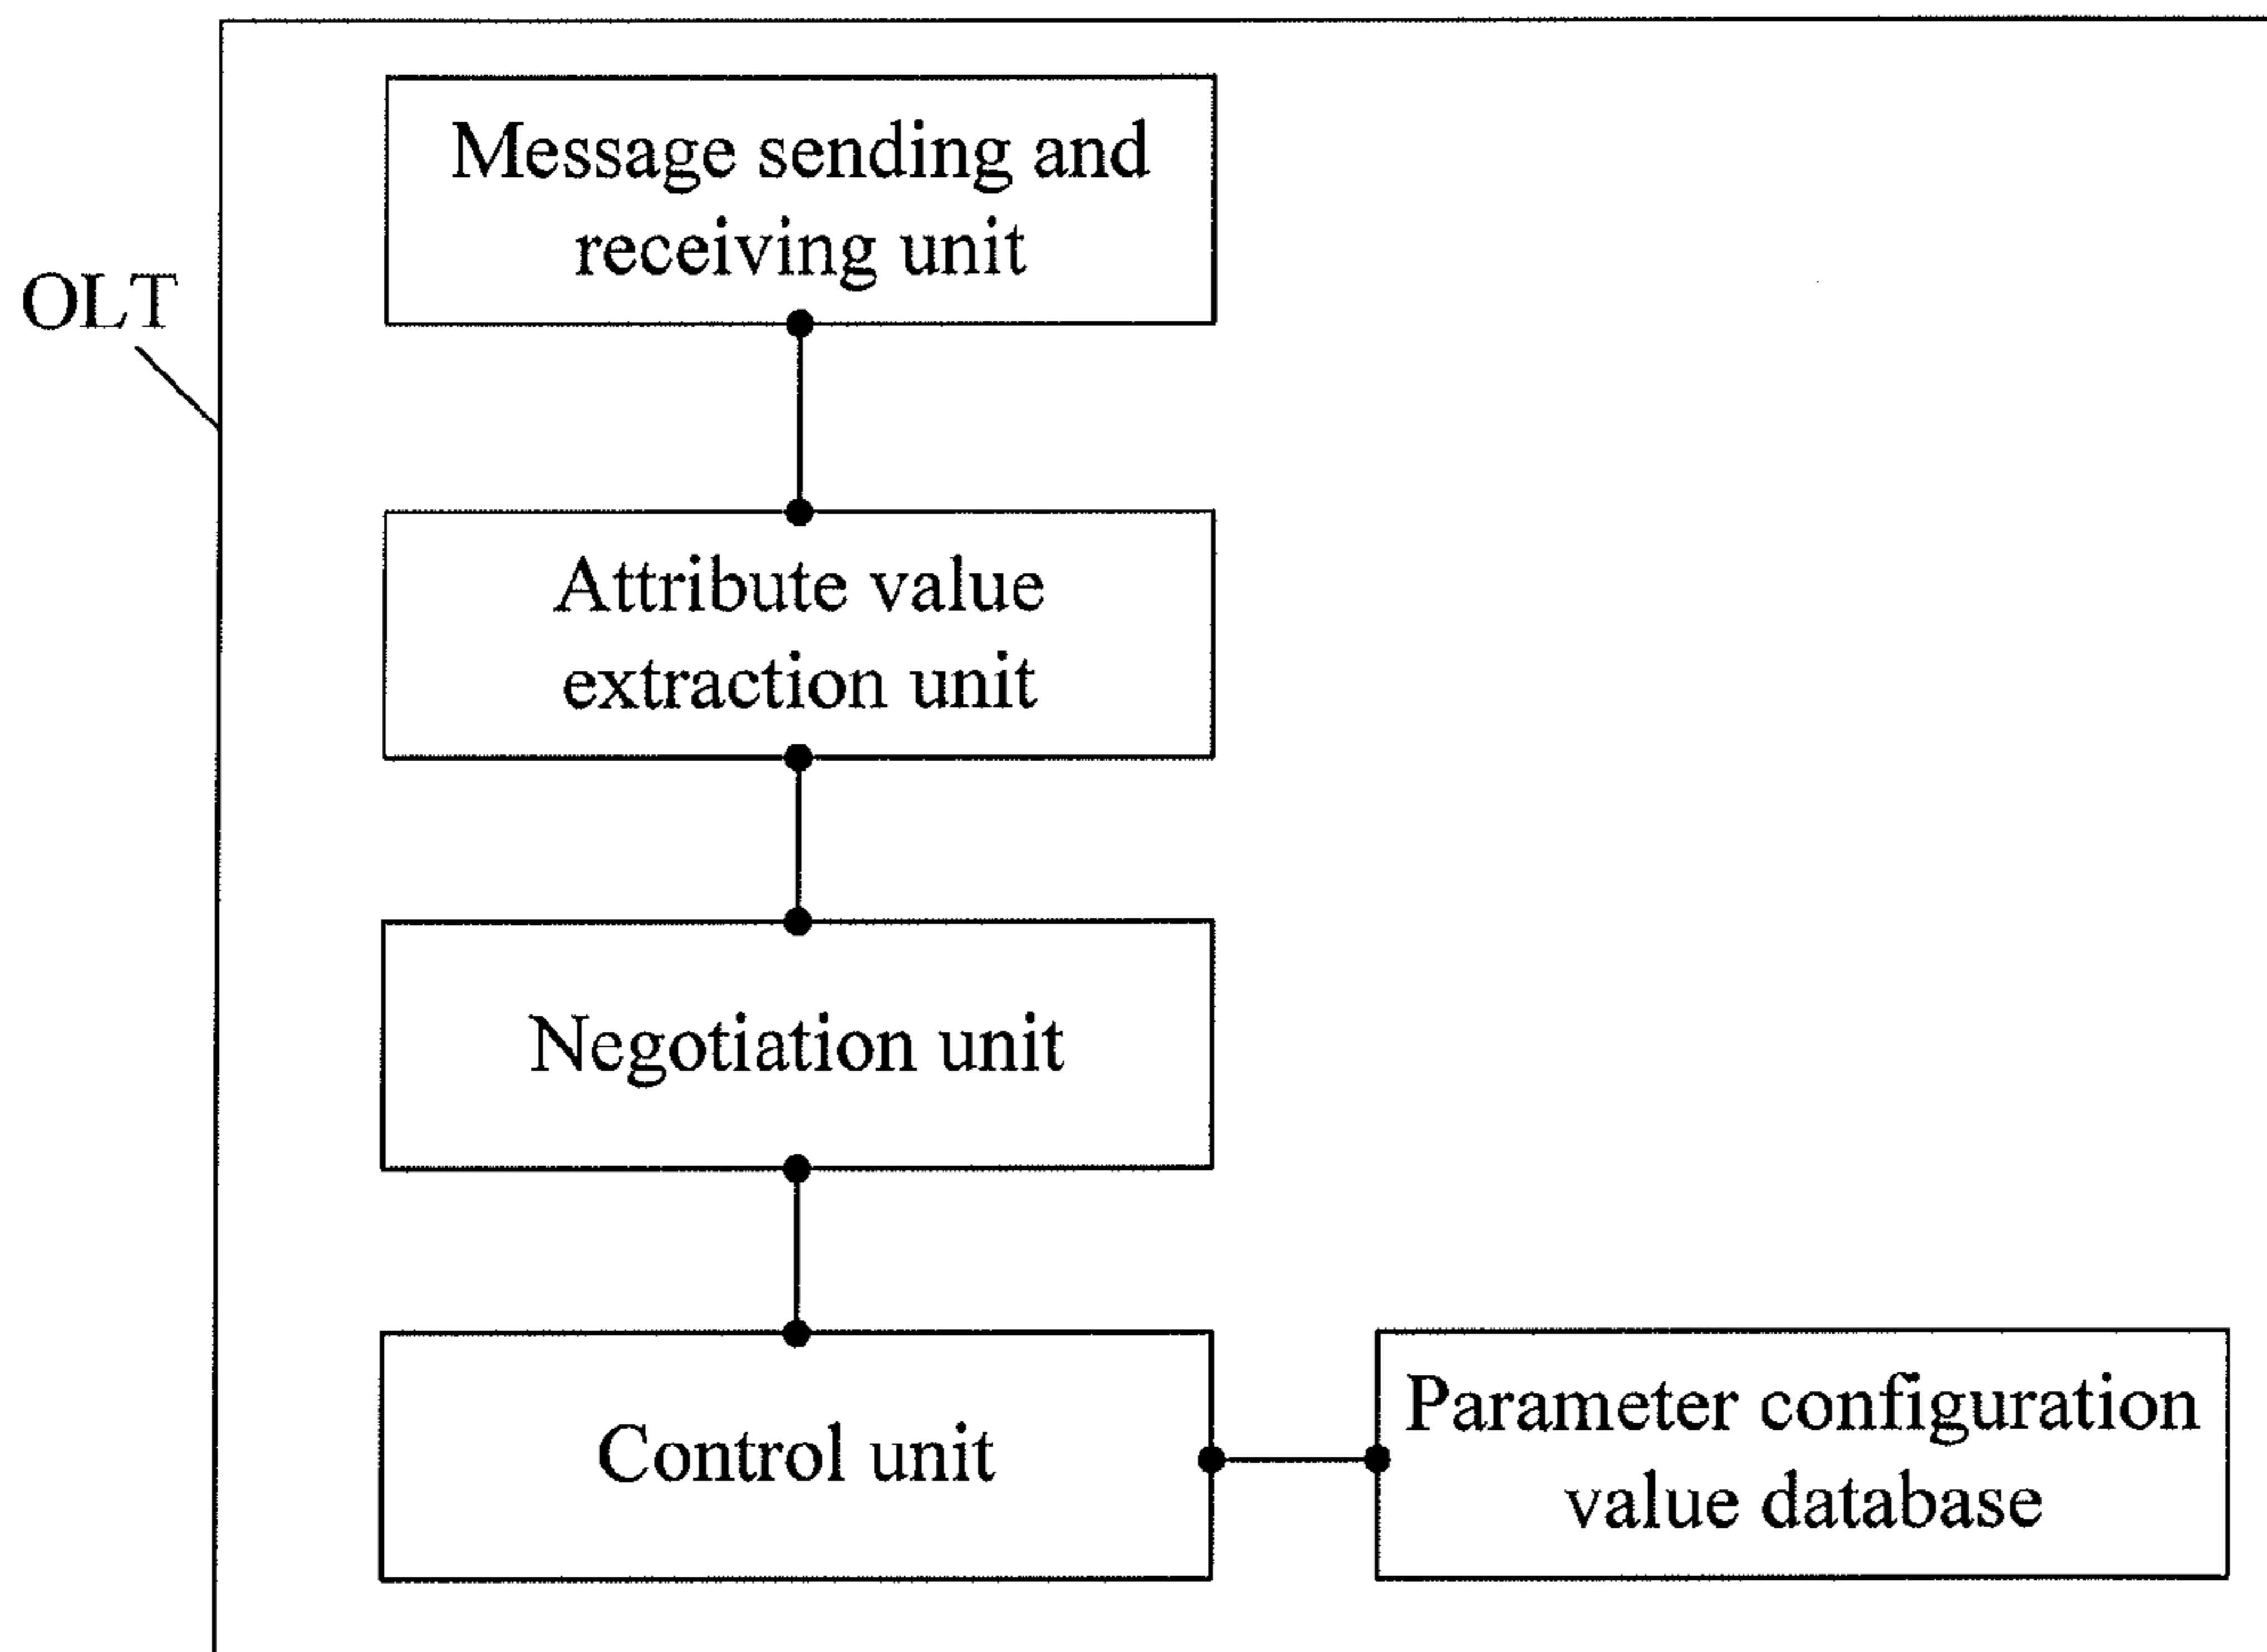 Message sending and
receiving unit
OLT
Attribute value
extraction unit
Negotiation unit
Control unit
Parameter configuration
value database